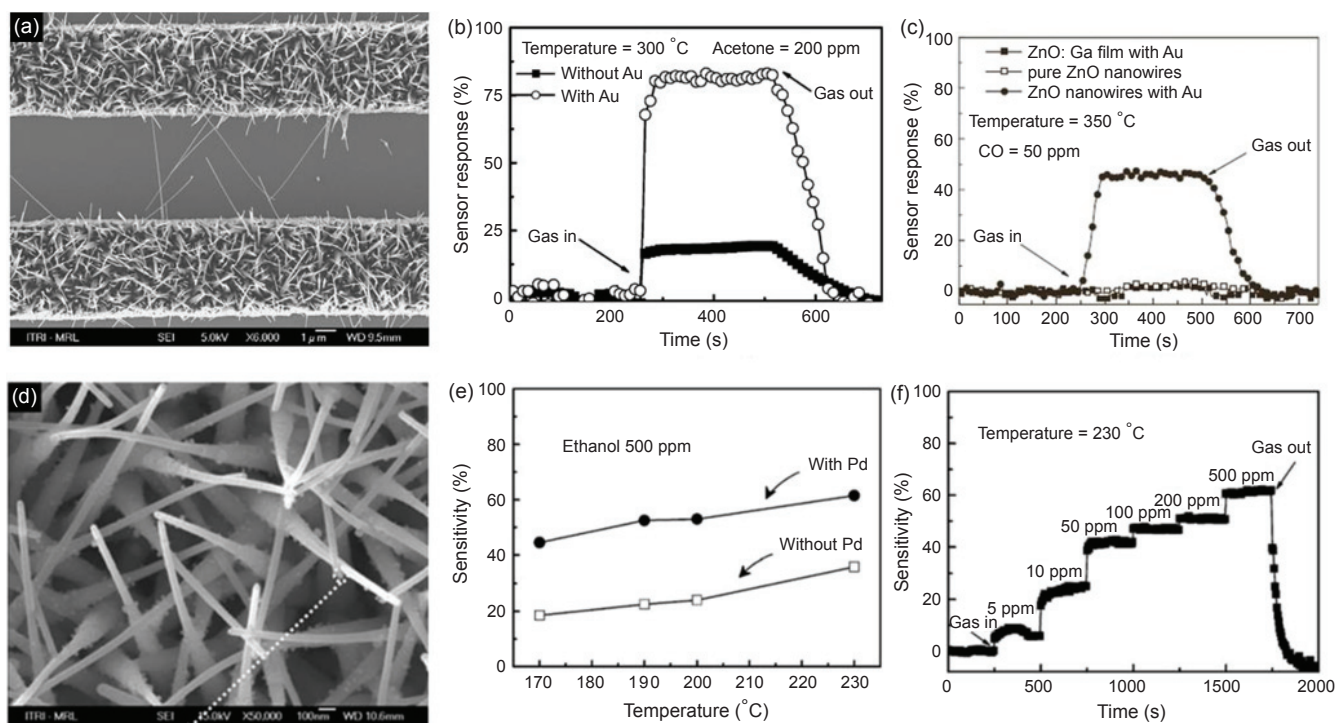 (a)
ITRI - MRL SEI 5.0kV X6,000 1μm WD 9.5mm
(b)
100
75
50
25
0
Sensor response (%)
Temperature = 300 °C Acetone = 200 ppm
Without Au
With Au
Gas out
Gas in
0 200 400 600
Time (s)
(c)
100
80
60
40
20
0
Sensor response (%)
ZnO: Ga film with Au
pure ZnO nanowires
ZnO nanowires with Au
Temperature = 350 °C
CO = 50 ppm
Gas out
Gas in
0 100 200 300 400 500 600 700
Time (s)
(d)
ITRI - MRL SEI 15.0kV X50,000 100nm WD 10.6mm
(e)
100
80
60
40
20
0
Sensitivity (%)
Ethanol 500 ppm
With Pd
Without Pd
170 180 190 200 210 220 230
Temperature (°C)
(f)
100
80
60
40
20
0
Sensitivity (%)
Temperature = 230 °C
Gas out
500 ppm
200 ppm
100 ppm
50 ppm
10 ppm
5 ppm
Gas in
0 500 1000 1500 2000
Time (s)